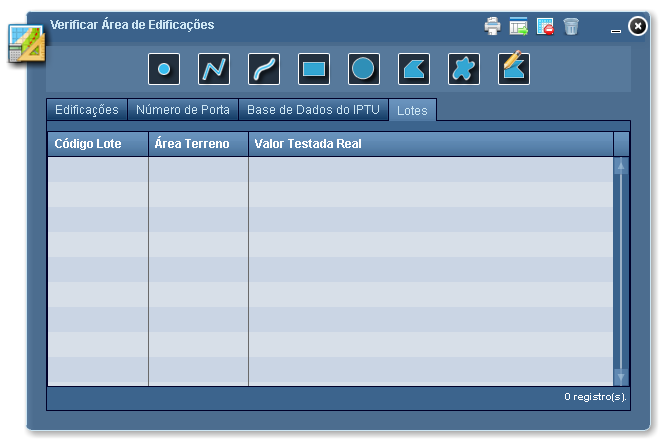 Verificar Área de Edificações
Edificações Número de Porta Base de Dados do IPTU Lotes
Código Lote Área Terreno Valor Testada Real
0 registro(s).